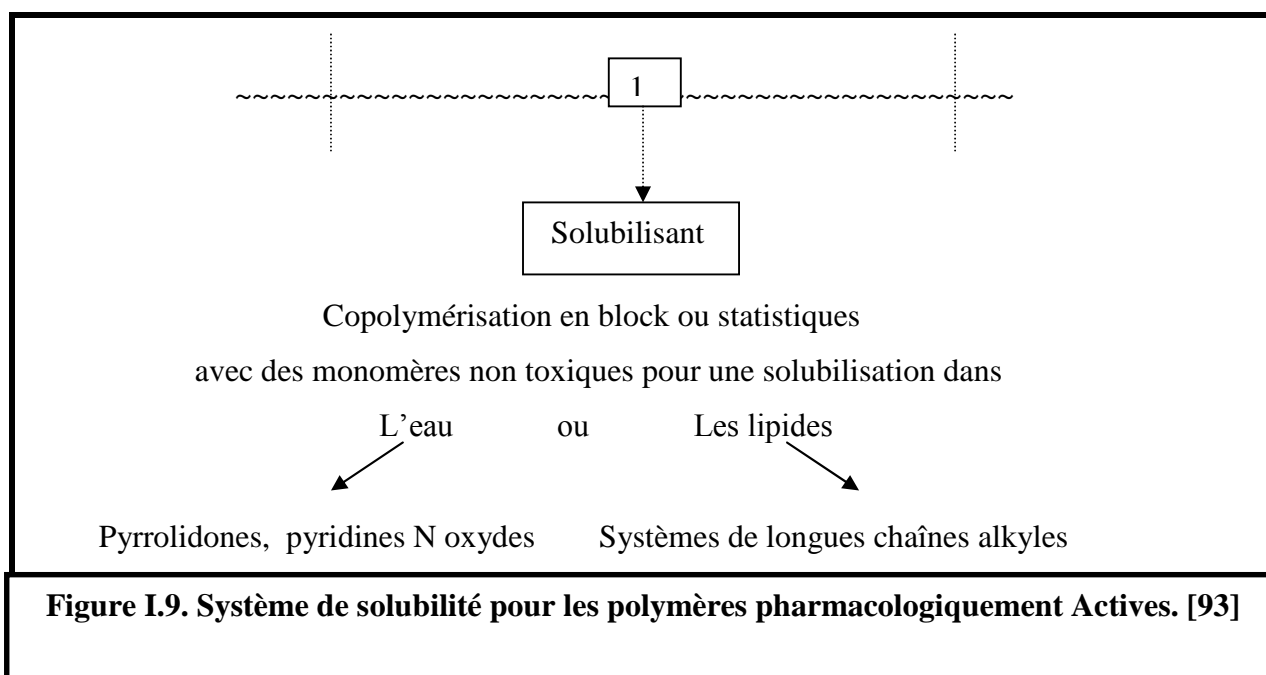 1
Solubilisant
Copolymérisation en block ou statistiques
avec des monomères non toxiques pour une solubilisation dans
L’eau ou Les lipides
Pyrrolidones, pyridines N oxydes Systèmes de longues chaînes alkyles
Figure I.9. Système de solubilité pour les polymères pharmacologiquement Actives. [93]